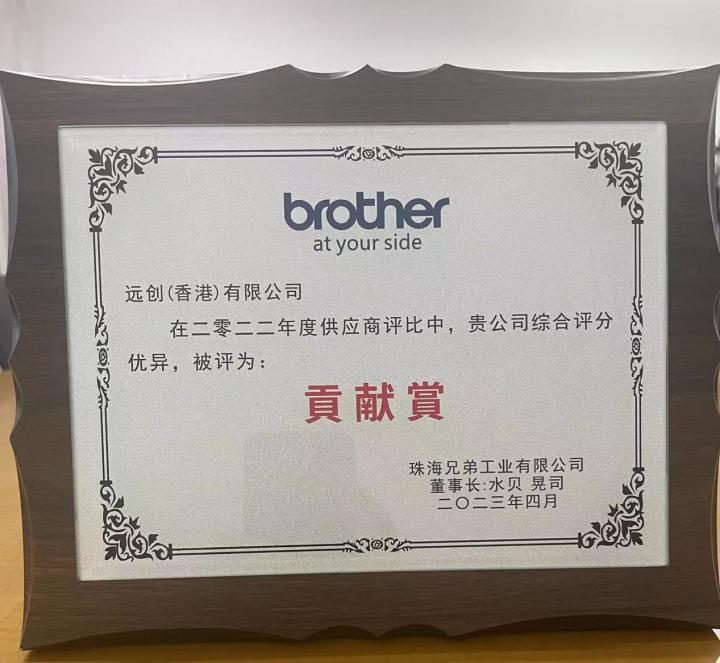 brother
at your side
远创(香港)有限公司
在二零二二年度供应商评比中，贵公司综合评分
优异，被评为：
貢献賞
珠海兄弟工业有限公司
董事长:水贝 晃司
二〇二三年四月